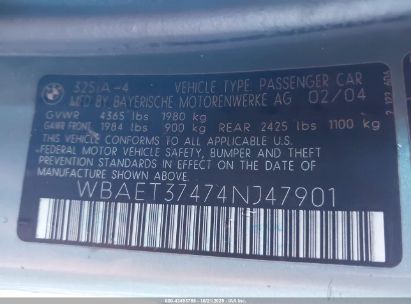 325iA-4 VEHICLE TYPE, PASSENGER CAR
MFD BY BAYERISCHE MOTORENWERKE AG 02/04
GVWR 4365 lbs 1980 kg
GAWR FRONT 1984 lbs 900 kg REAR 2425 lbs 1100 kg
THIS VEHICLE CONFORMS TO ALL APPLICABLE U.S.
FEDERAL MOTOR VEHICLE SAFETY, BUMPER AND THEFT
PREVENTION STANDARDS IN EFFECT ON THE
DATE OF MANUFACTURE SHOWN ABOVE.
WBAET37474NJ47901